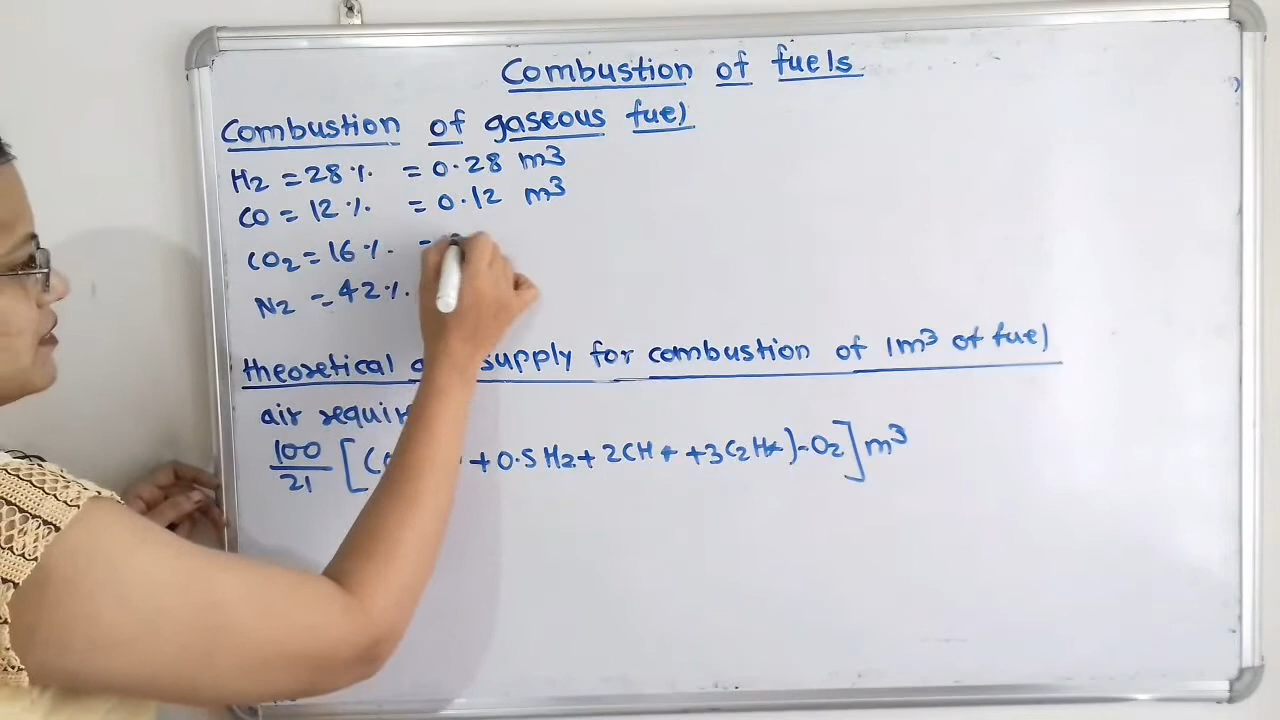 Combustion of fuels
Combustion of gaseous fuel
H2 = 28% = 0.28 m3
CO = 12% = 0.12 m3
CO2 = 16% =
N2 = 42%
theoretical supply for combustion of 1m3 of fuel
air
100/21 [ + 0.5 H2 + 2CH4 + 3C2H4) - O2] m3